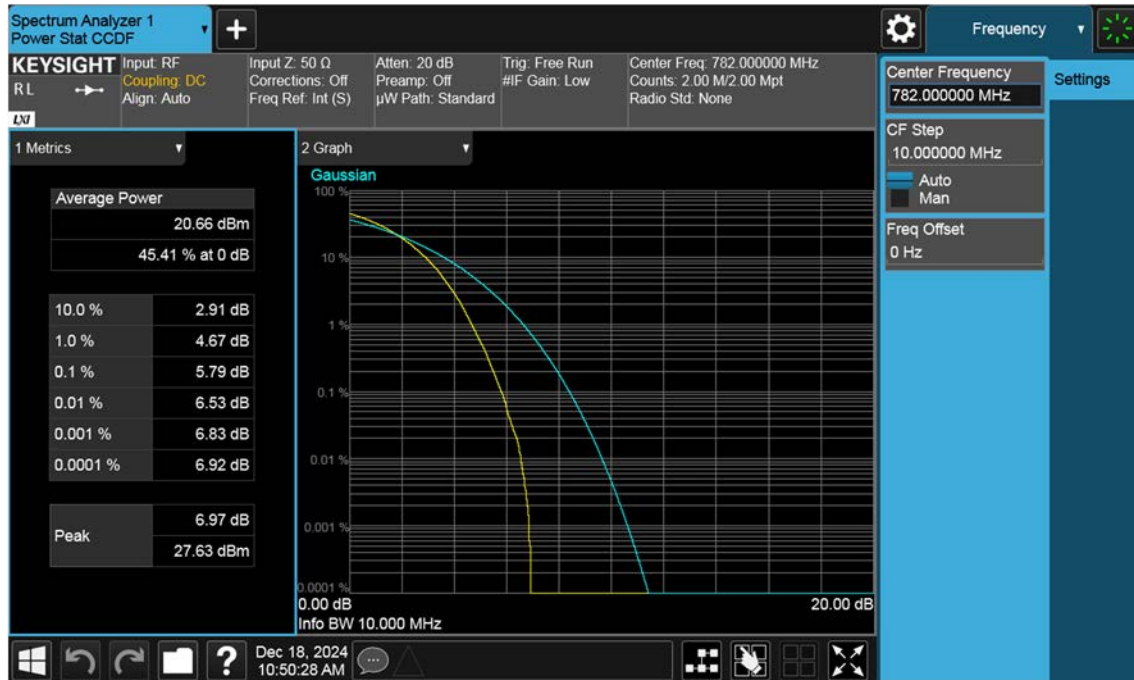 Spectrum Analyzer 1
Power Stat CCDF
Frequency
KEYSIGHT
RL
LXI
Input: RF
Coupling: DC
Align: Auto
Input Z: 50 Ω
Corrections: Off
Freq Ref: Int (S)
Atten: 20 dB
Preamp: Off
µW Path: Standard
Trig: Free Run
#IF Gain: Low
Center Freq: 782.000000 MHz
Counts: 2.00 M/2.00 Mpt
Radio Std: None
Center Frequency
782.000000 MHz
Settings
CF Step
10.000000 MHz
Auto
Man
Freq Offset
0 Hz
1 Metrics
Average Power
20.66 dBm
45.41 % at 0 dB
10.0 % 2.91 dB
1.0 % 4.67 dB
0.1 % 5.79 dB
0.01 % 6.53 dB
0.001 % 6.83 dB
0.0001 % 6.92 dB
Peak
6.97 dB
27.63 dBm
2 Graph
Gaussian
100 %
10 %
1 %
0.1 %
0.01 %
0.001 %
0.0001 %
0.00 dB 20.00 dB
Info BW 10.000 MHz
?
Dec 18, 2024
10:50:28 AM